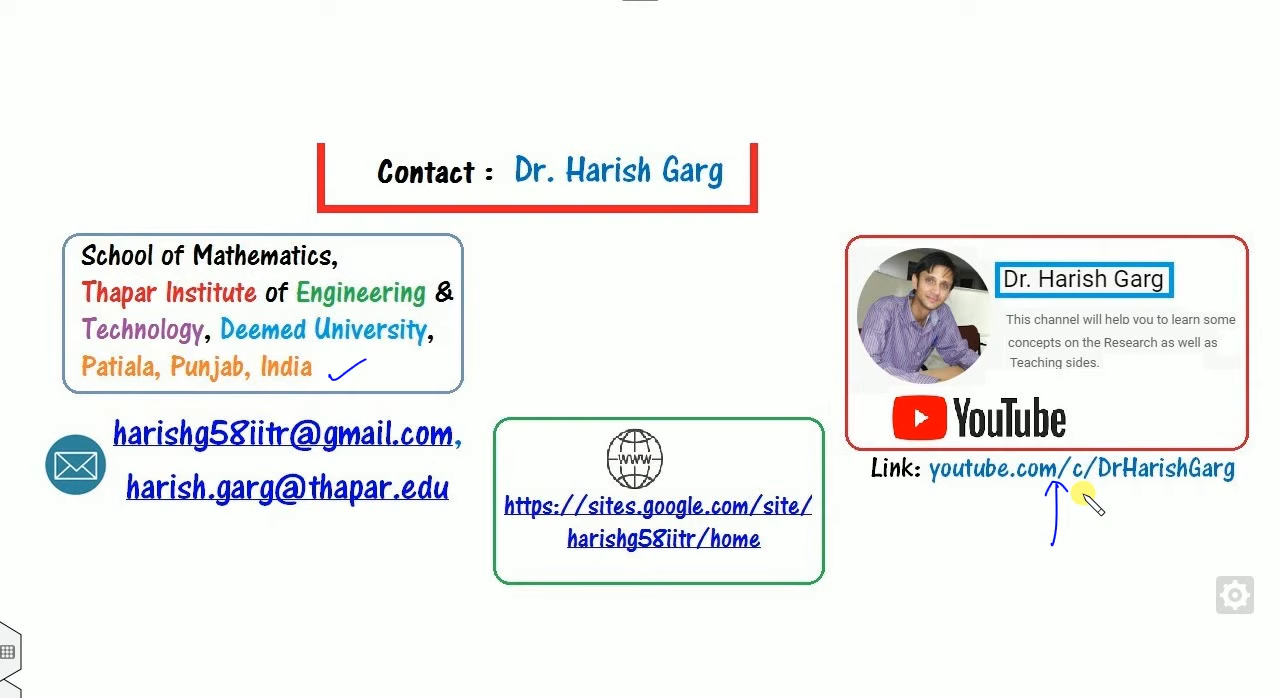 Contact : Dr. Harish Garg
School of Mathematics,
Thapar Institute of Engineering &
Technology, Deemed University,
Patiala, Punjab, India
harishg58iitr@gmail.com,
harish.garg@thapar.edu
WWW
https://sites.google.com/site/
harishg58iitr/home
Dr. Harish Garg
This channel will help you to learn some
concepts on the Research as well as
Teaching sides.
YouTube
Link: youtube.com/c/DrHarishGarg